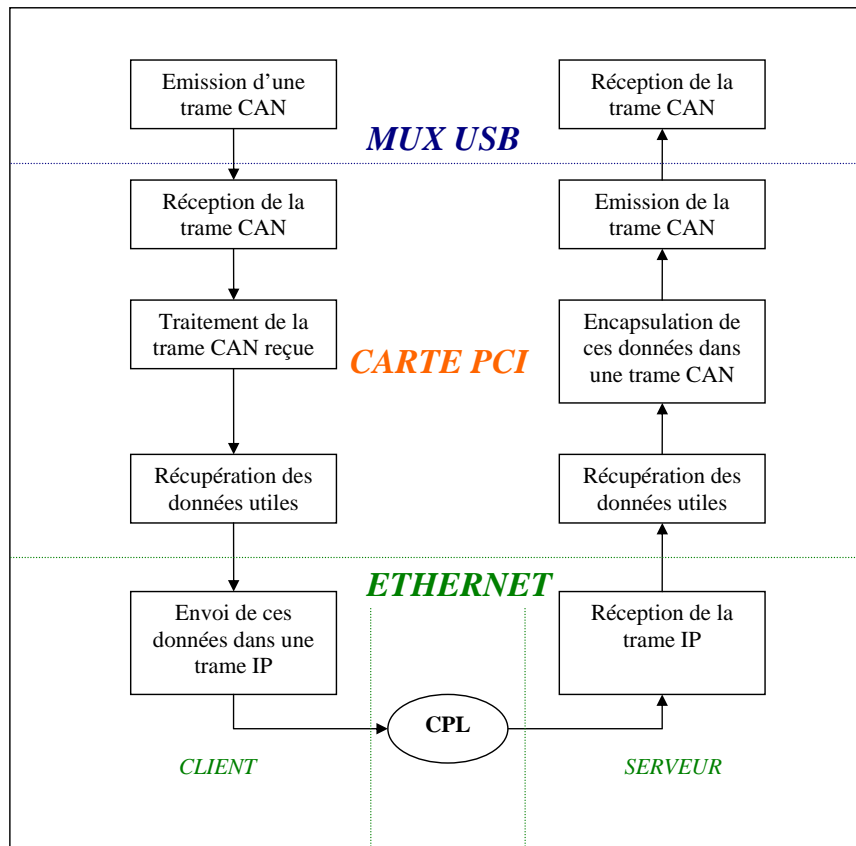 Emission d'une
trame CAN
Réception de la
trame CAN
MUX USB
Réception de la
trame CAN
Emission de la
trame CAN
Traitement de la
trame CAN reçue
CARTE PCI
Encapsulation de
ces données dans
une trame CAN
Récupération des
données utiles
Récupération des
données utiles
ETHERNET
Envoi de ces
données dans une
trame IP
Réception de la
trame IP
CPL
CLIENT
SERVEUR